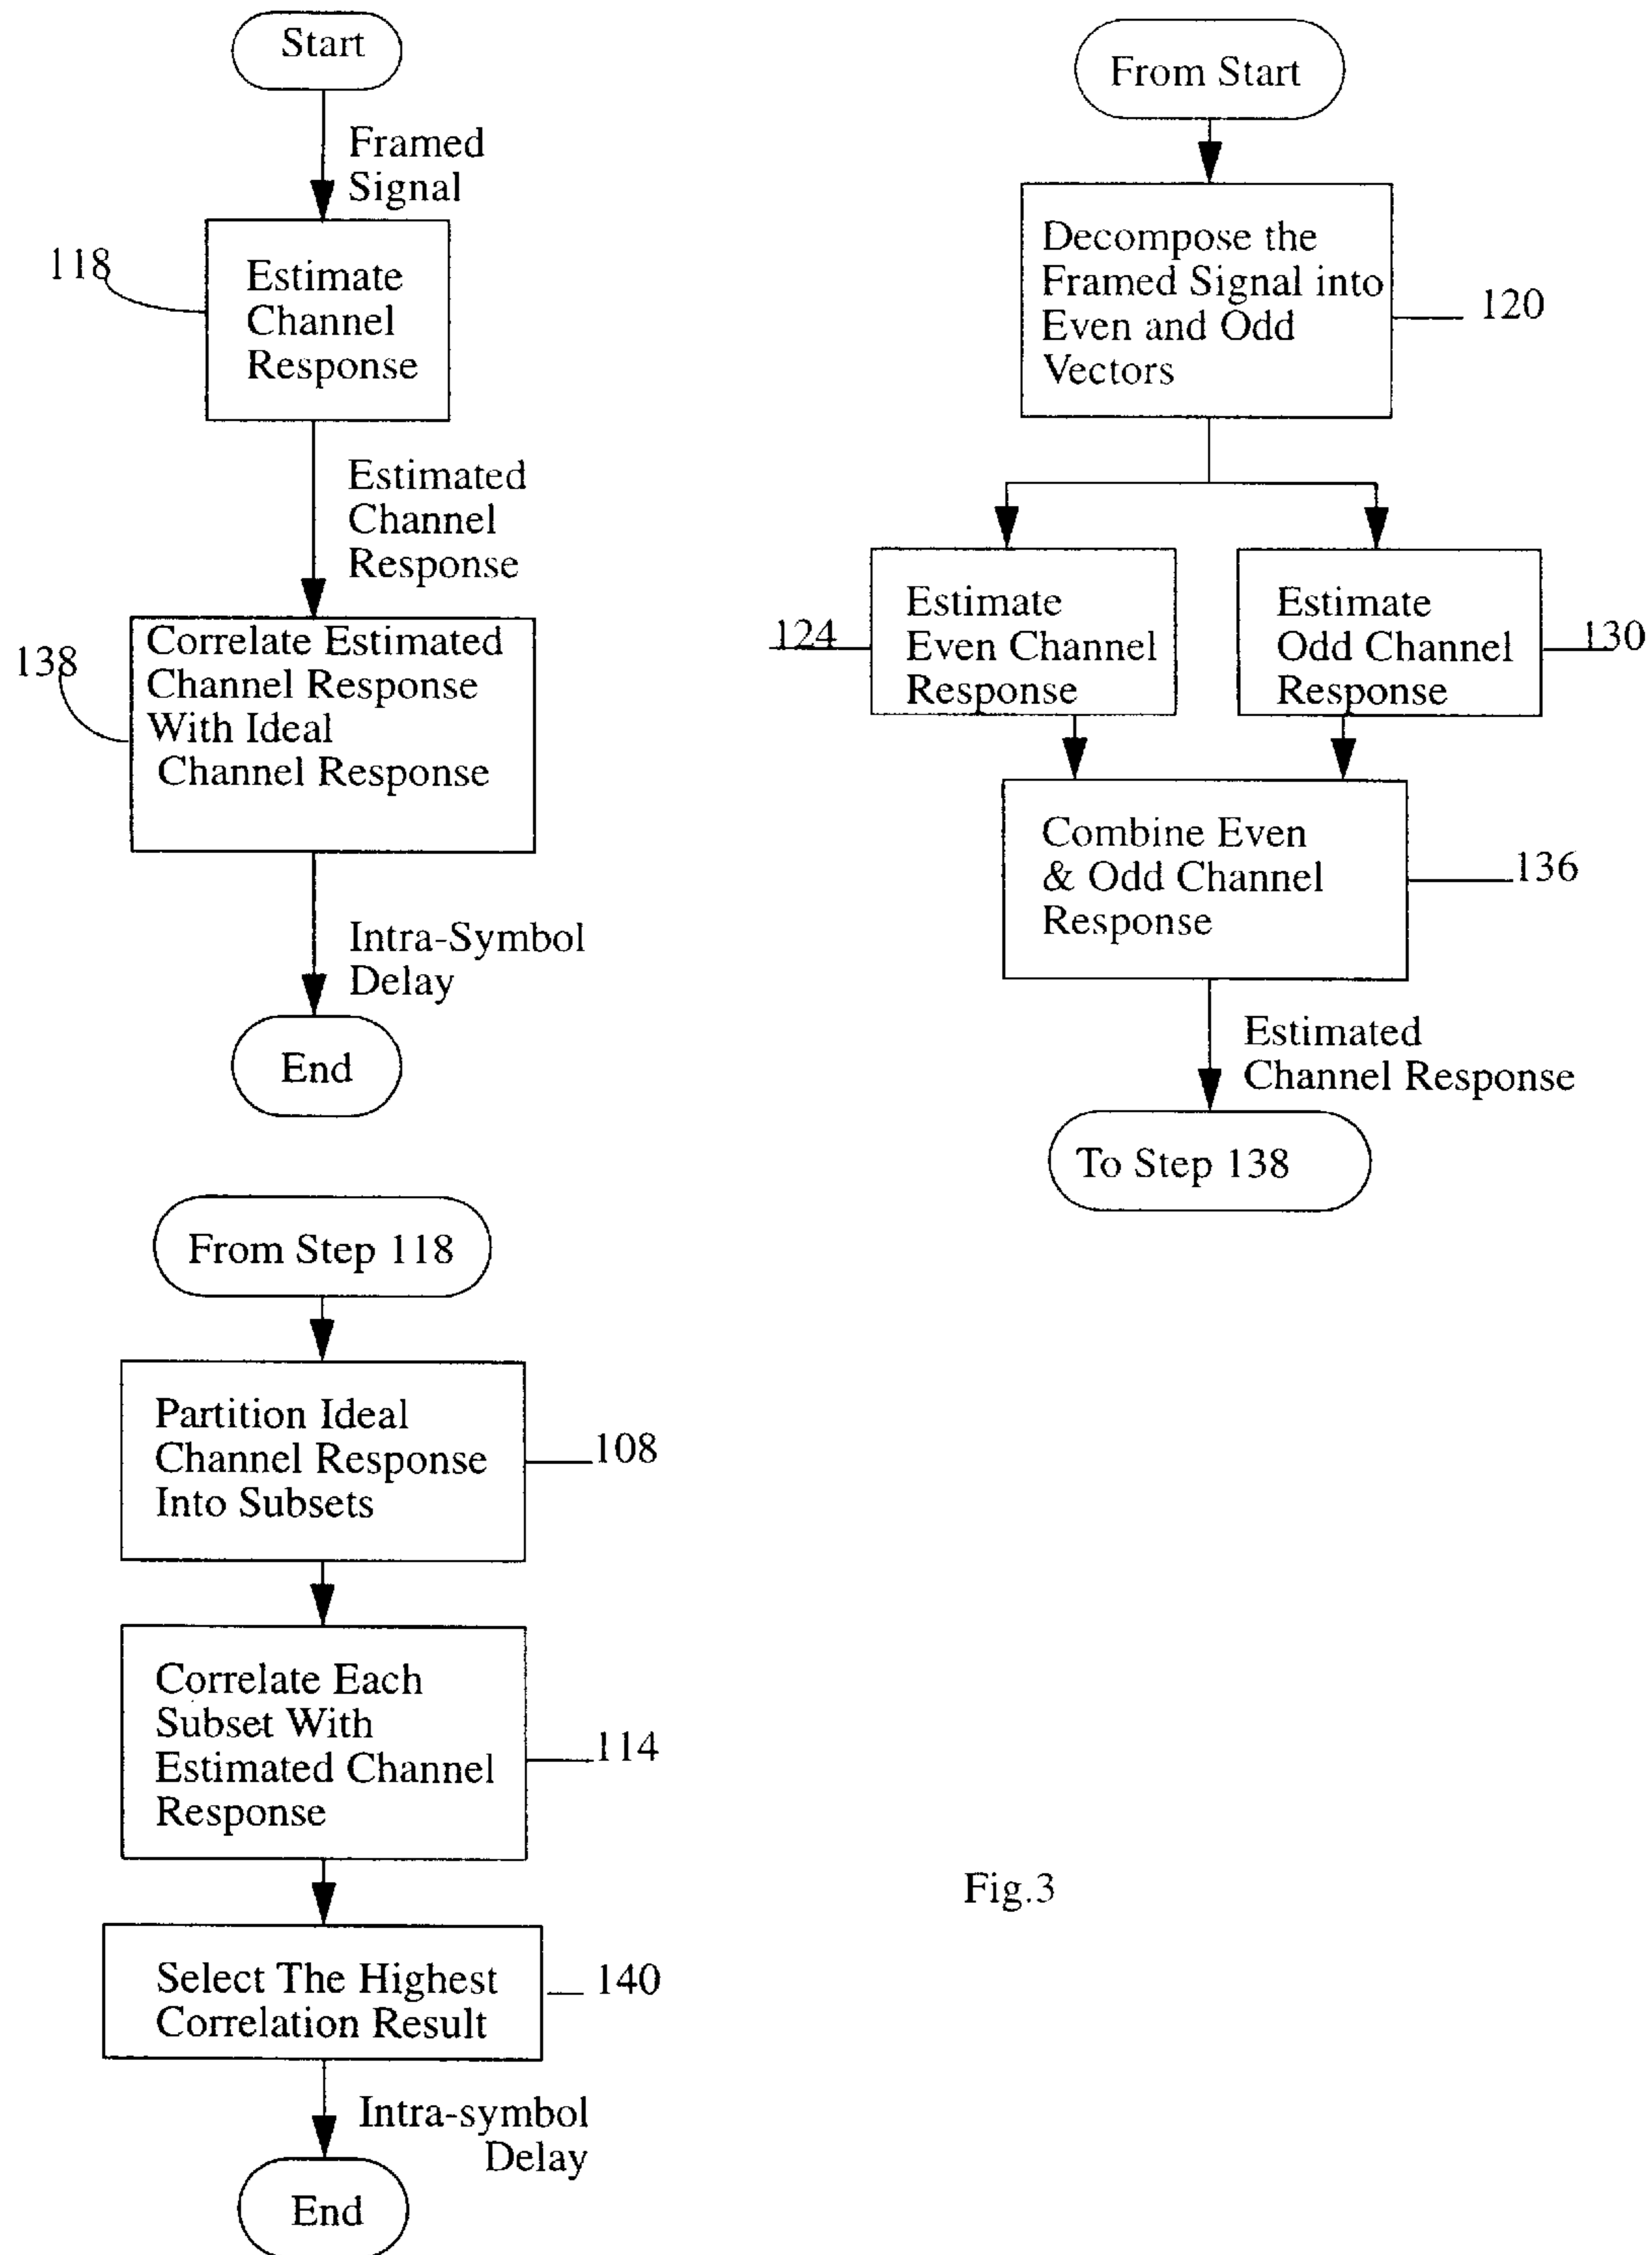 Start
Framed
Signal
118
Estimate
Channel
Response
Estimated
Channel
Response
138
Correlate Estimated
Channel Response
With Ideal
Channel Response
Intra-Symbol
Delay
End
From Start
Decompose the
Framed Signal into
Even and Odd
Vectors
120
124
Estimate
Even Channel
Response
Estimate
Odd Channel
Response
130
Combine Even
& Odd Channel
Response
136
Estimated
Channel Response
To Step 138
From Step 118
Partition Ideal
Channel Response
Into Subsets
108
Correlate Each
Subset With
Estimated Channel
Response
114
Select The Highest
Correlation Result
140
Intra-symbol
Delay
End
Fig.3